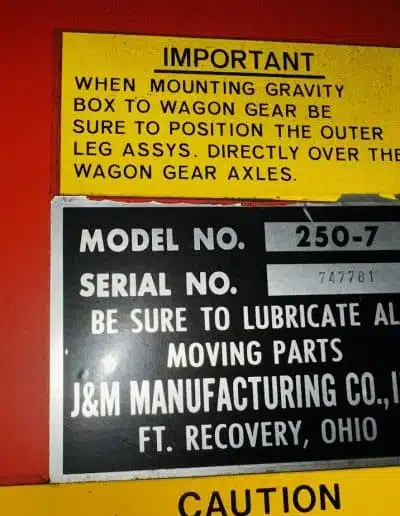 IMPORTANT
WHEN MOUNTING GRAVITY
BOX TO WAGON GEAR BE
SURE TO POSITION THE OUTER
LEG ASSYS. DIRECTLY OVER THE
WAGON GEAR AXLES.
MODEL NO. 250-7
SERIAL NO. 747781
BE SURE TO LUBRICATE AL
MOVING PARTS
J&M MANUFACTURING CO., I
FT. RECOVERY, OHIO
CAUTION